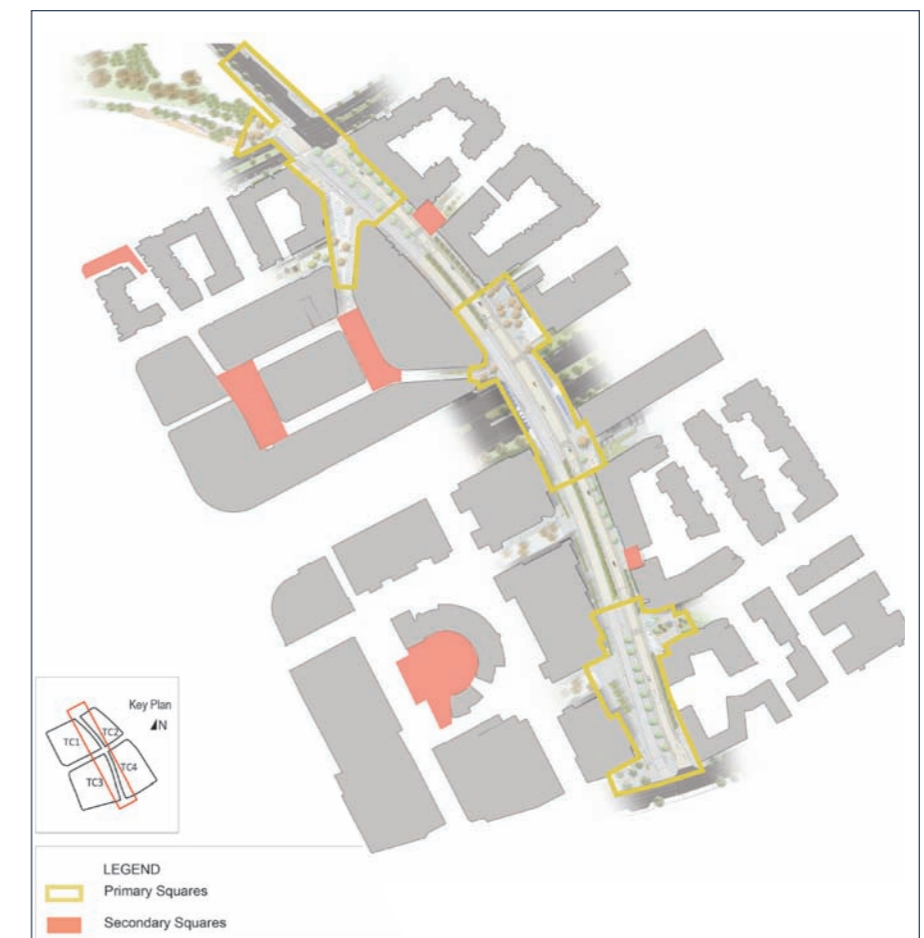 Key Plan
N
TC1
TC2
TC3
TC4
LEGEND
Primary Squares
Secondary Squares